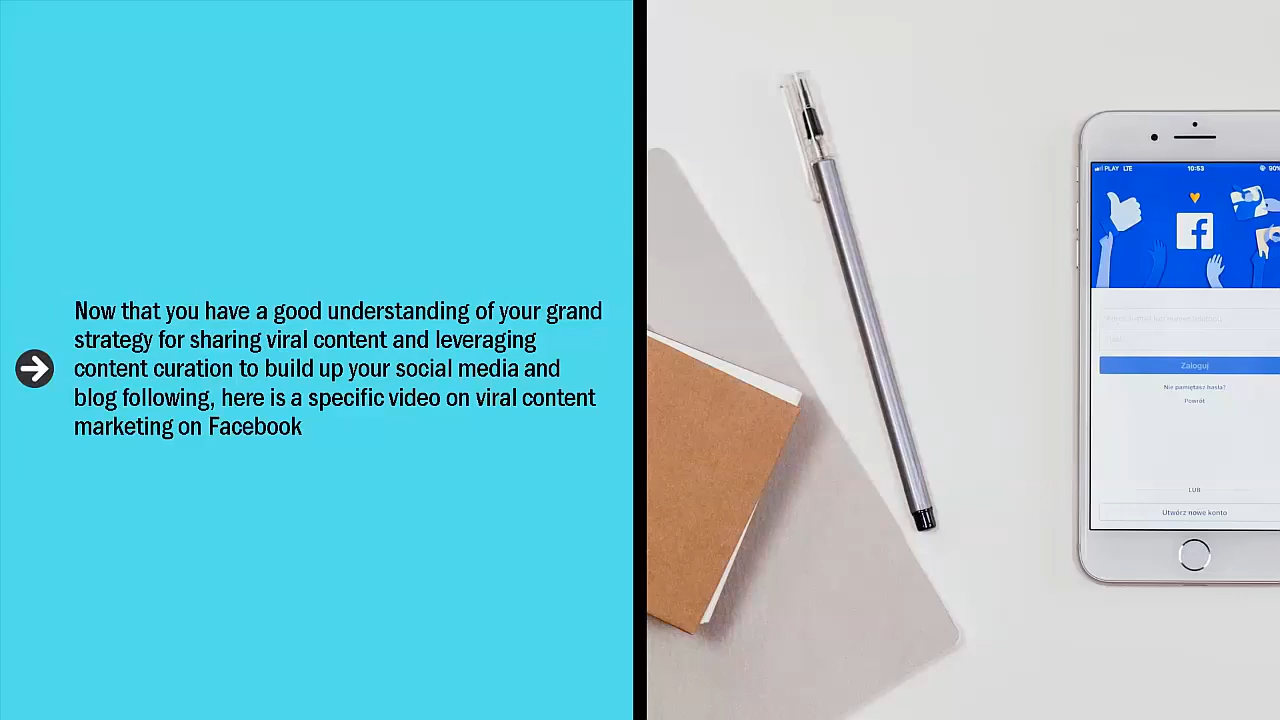 Now that you have a good understanding of your grand
strategy for sharing viral content and leveraging
content curation to build up your social media and
blog following, here is a specific video on viral content
marketing on Facebook
PLAY LTE
10:53
90%
Zaloguj
Nie pamiętasz hasła?
Powrót
LUB
Utwórz nowe konto